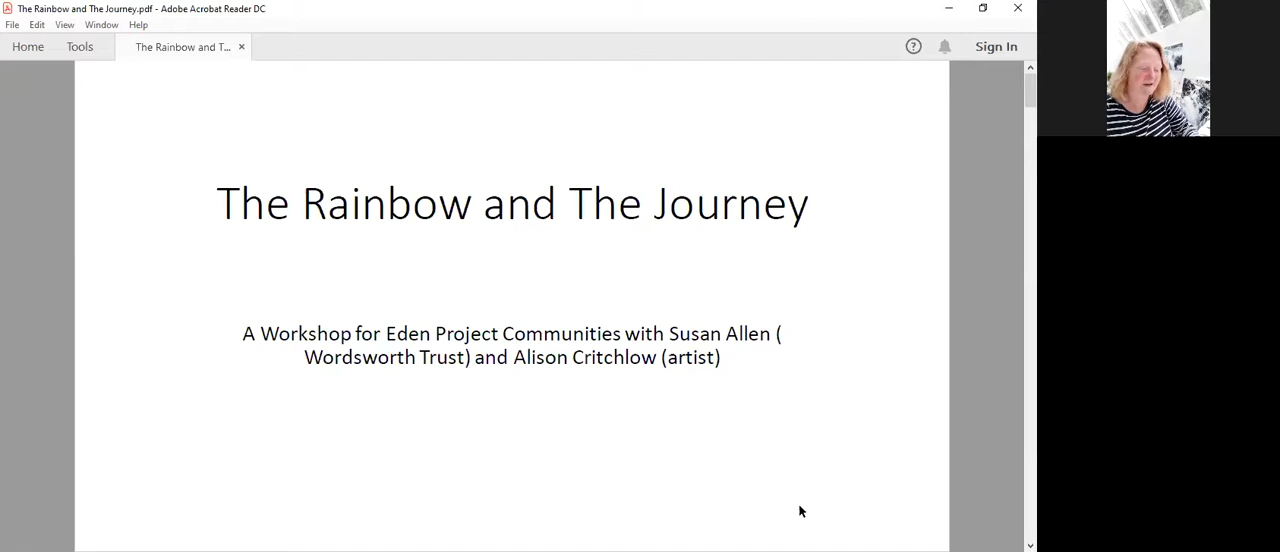 The Rainbow and The Journey.pdf - Adobe Acrobat Reader DC
File Edit View Window Help
Home Tools The Rainbow and T... × ? Sign In
The Rainbow and The Journey
A Workshop for Eden Project Communities with Susan Allen (
Wordsworth Trust) and Alison Critchlow (artist)